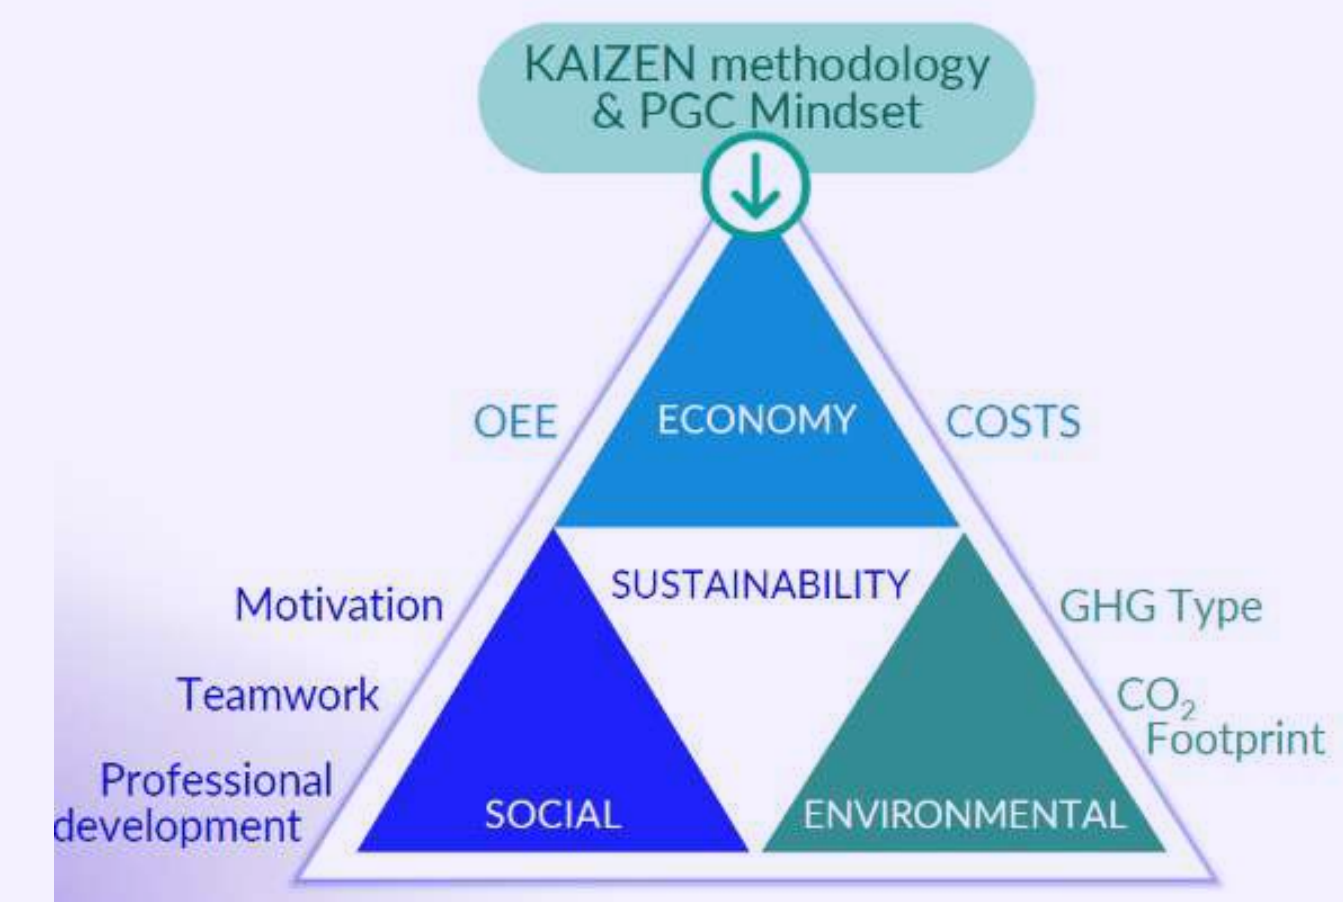 KAIZEN methodology
& PGC Mindset
OEE
ECONOMY
COSTS
SUSTAINABILITY
Motivation
GHG Type
Teamwork
CO₂
Footprint
Professional
development
SOCIAL
ENVIRONMENTAL